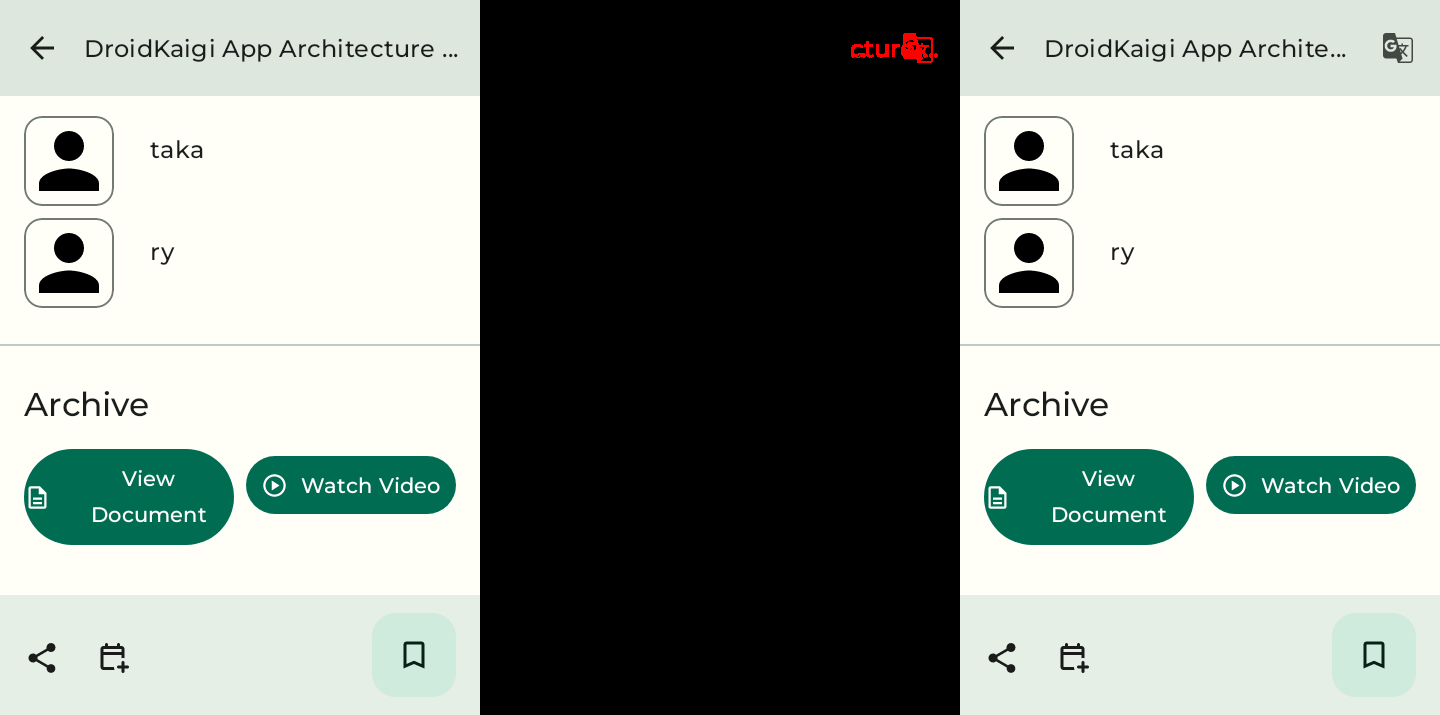 DroidKaigi App Architecture ...
taka
ry
Archive
View
Document
Watch Video
cture...
DroidKaigi App Archite...
G 文
taka
ry
Archive
View
Document
Watch Video